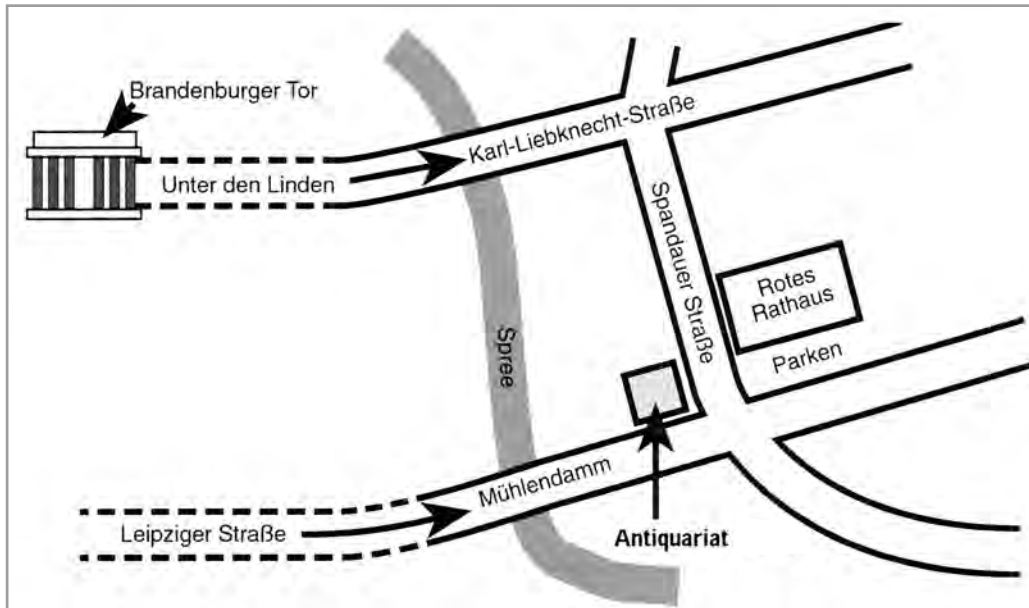 Brandenburger Tor
Unter den Linden
Karl-Liebknecht-Straße
Spandauer Straße
Rotes
Rathaus
Parken
Spree
Mühlendamm
Leipziger Straße
Antiquariat